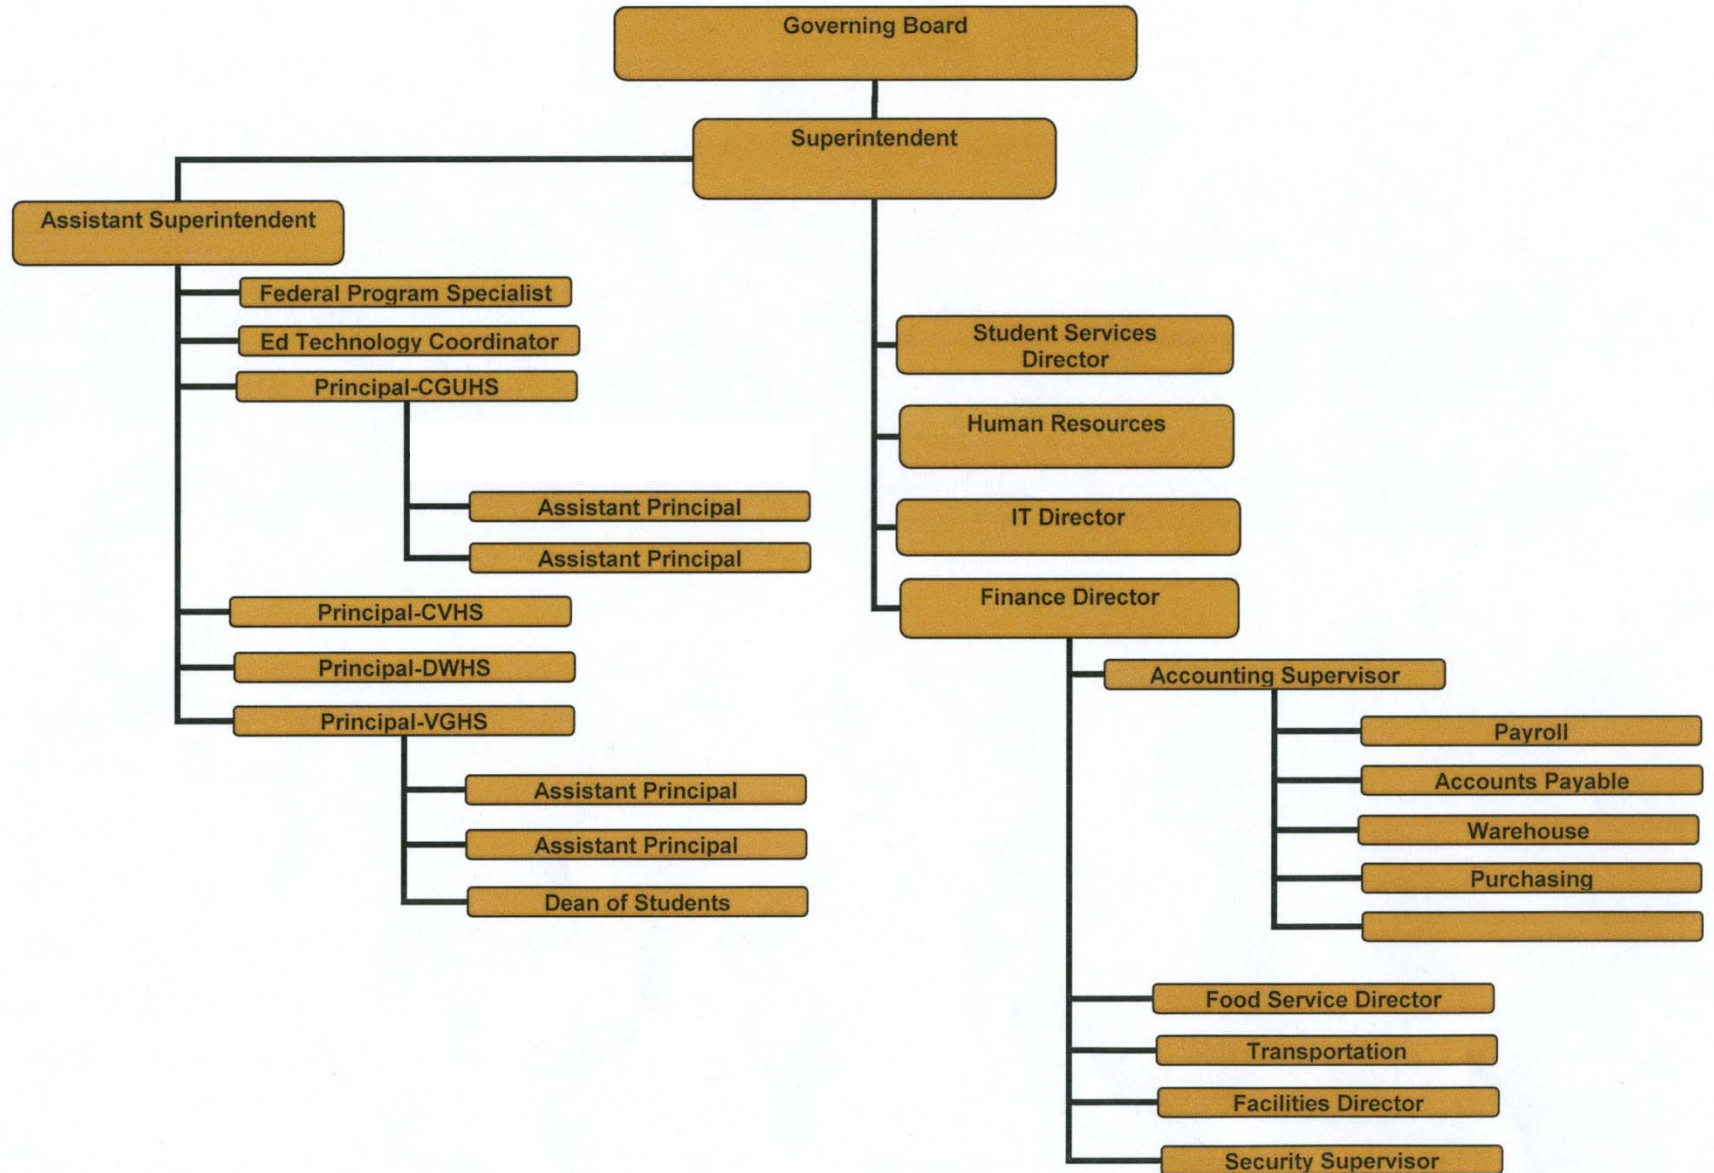 Governing Board
Superintendent
Assistant Superintendent
Federal Program Specialist
Ed Technology Coordinator
Principal-CGUHS
Assistant Principal
Assistant Principal
Principal-CVHS
Principal-DWHS
Principal-VGHS
Assistant Principal
Assistant Principal
Dean of Students
Student Services
Director
Human Resources
IT Director
Finance Director
Accounting Supervisor
Payroll
Accounts Payable
Warehouse
Purchasing
Food Service Director
Transportation
Facilities Director
Security Supervisor